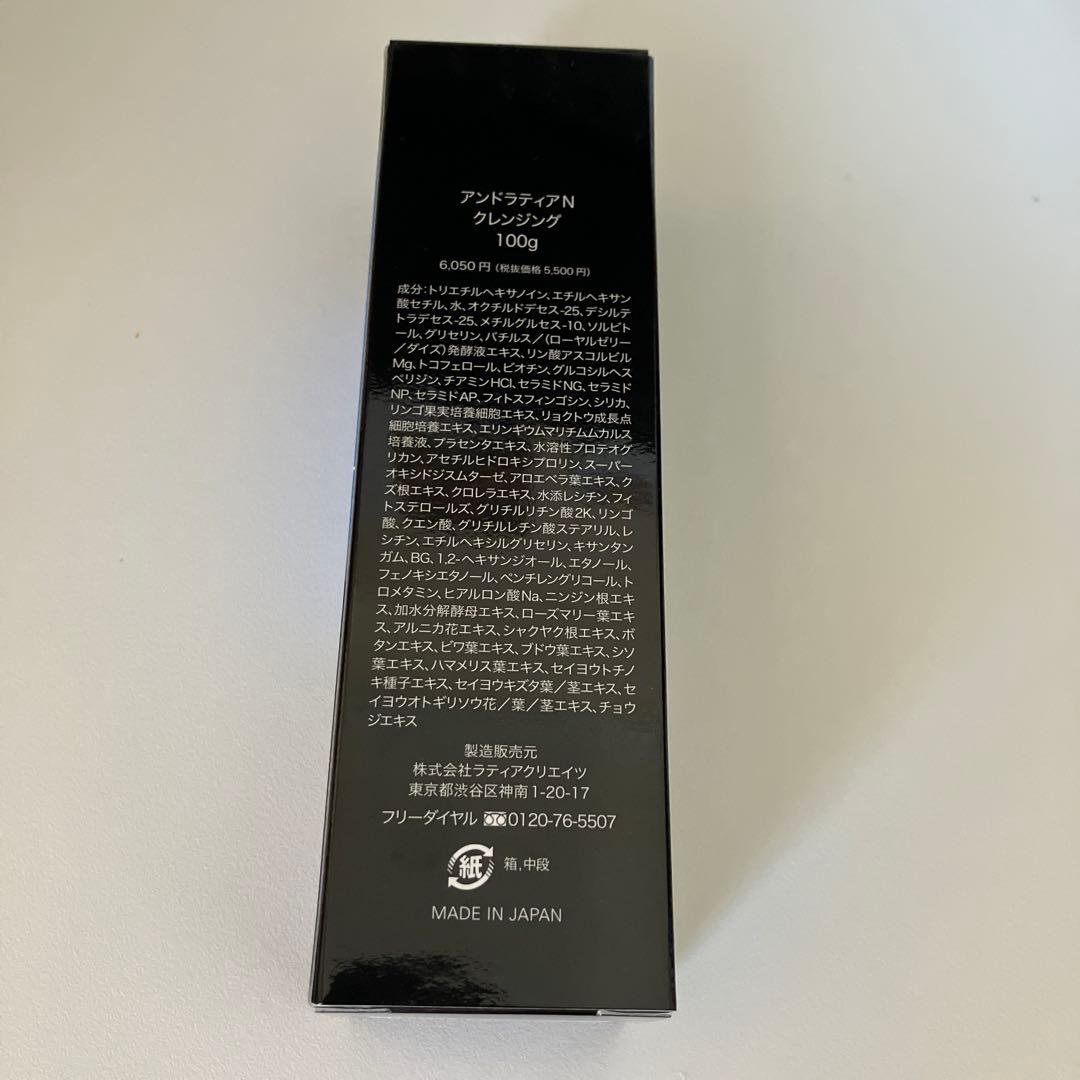 アンドラティアN
クレンジング
100g
6,050円(税抜価格5,500円)
成分:トリエチルヘキサノイン、エチルヘキサン
酸セチル、水、オクチルドデセス-25、デシルテ
トラデセス-25、メチルグルセス-10、ソルビト
ール、グリセリン、バチルス/(ローヤルゼリー
/ダイズ)発酵液エキス、リン酸アスコルビル
Mg、トコフェロール、ビオチン、グルコシルヘス
ペリジン、チアミンHCl、セラミドNG、セラミド
NP、セラミドAP、フィトスフィンゴシン、シリカ、
リンゴ果実培養細胞エキス、リョクトウ成長点
細胞培養エキス、エリンギウムマリチムムカルス
培養液、プラセンタエキス、水溶性プロテオグ
リカン、アセチルヒドロキシプロリン、スーパー
オキシドジスムターゼ、アロエベラ葉エキス、ク
ズ根エキス、クロレラエキス、水添レシチン、フィ
トステロールズ、グリチルリチン酸2K、リンゴ
酸、クエン酸、グリチルレチン酸ステアリル、レ
シチン、エチルヘキシルグリセリン、キサンタン
ガム、BG、1,2-ヘキサンジオール、エタノール、
フェノキシエタノール、ペンチレングリコール、ト
ロメタミン、ヒアルロン酸Na、ニンジン根エキ
ス、加水分解酵母エキス、ローズマリー葉エキ
ス、アルニカ花エキス、シャクヤク根エキス、ボ
タンエキス、ビワ葉エキス、ブドウ葉エキス、シソ
葉エキス、ハマメリス葉エキス、セイヨウトチノ
キ種子エキス、セイヨウキズタ葉/茎エキス、セ
イヨウオトギリソウ花/葉/茎エキス、チョウ
ジエキス
製造販売元
株式会社ラティアクリエイツ
東京都渋谷区神南1-20-17
フリーダイヤル 0120-76-5507
紙 箱,中段
MADE IN JAPAN